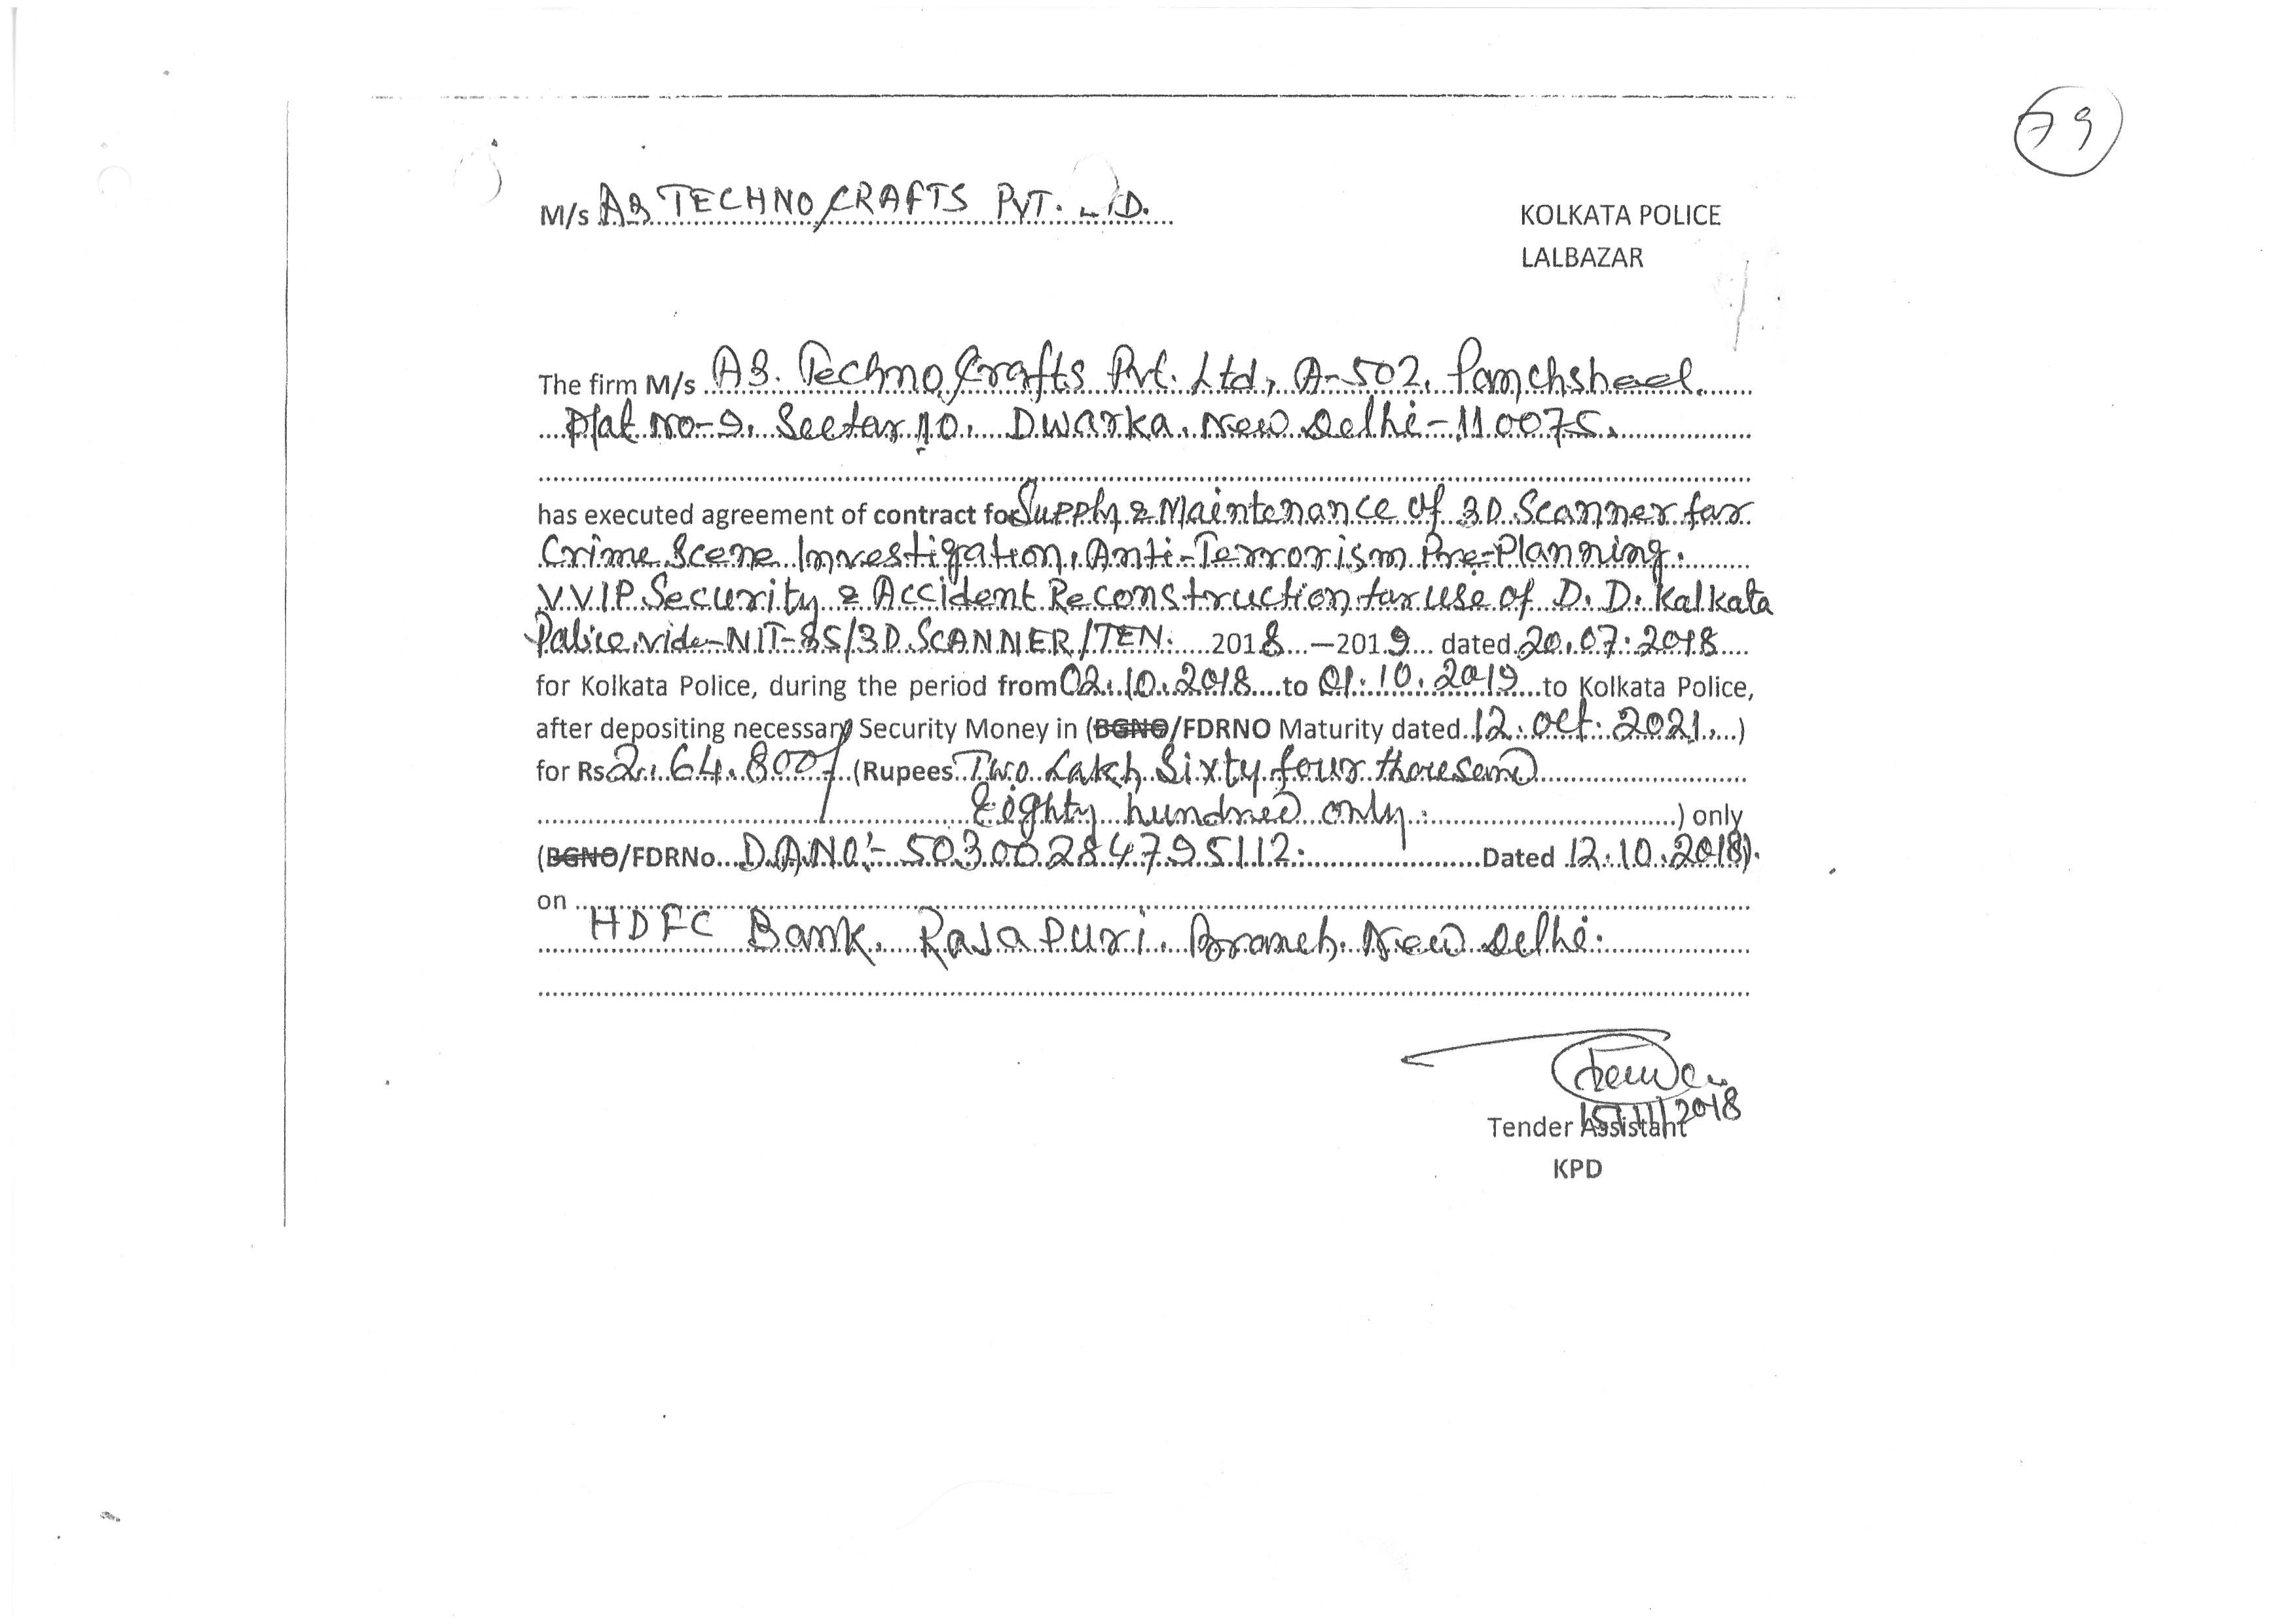 79
M/s AB TECHNO CRAFTS PVT. LTD.
KOLKATA POLICE
LALBAZAR
The firm M/s AB. Techno Crafts Pvt. Ltd, A-502, Panchsheel.
Plat No-9, Sectar 10, Dwarka, New Delhi-110075.
has executed agreement of contract for Supply & Maintenance of 3D Scanner far
Crime Scene Investigation, Anti-Terrorism Pre-Planning.
V.V.I.P Security & Accident Reconstruction far use of D. D. Kalkata
Palice vide-NIT-85/3D SCANNER/TEN. 2018 –2019 dated 20.07.2018
for Kolkata Police, during the period from 02.10.2018 to 01.10.2019 to Kolkata Police,
after depositing necessary Security Money in (BGNO/FDRNO Maturity dated 12.Oct.2021.)
for Rs 2,64,800/ (Rupees Two Lakh Sixty four thousand
Eighty hundred only.) only
(BGNO/FDRNo D.A.NO:- 50300284795112. Dated 12.10.2018).
on
HDFC Bank, Rajapuri, Branch, New Delhi.
15/11/2018
Tender Assistant
KPD